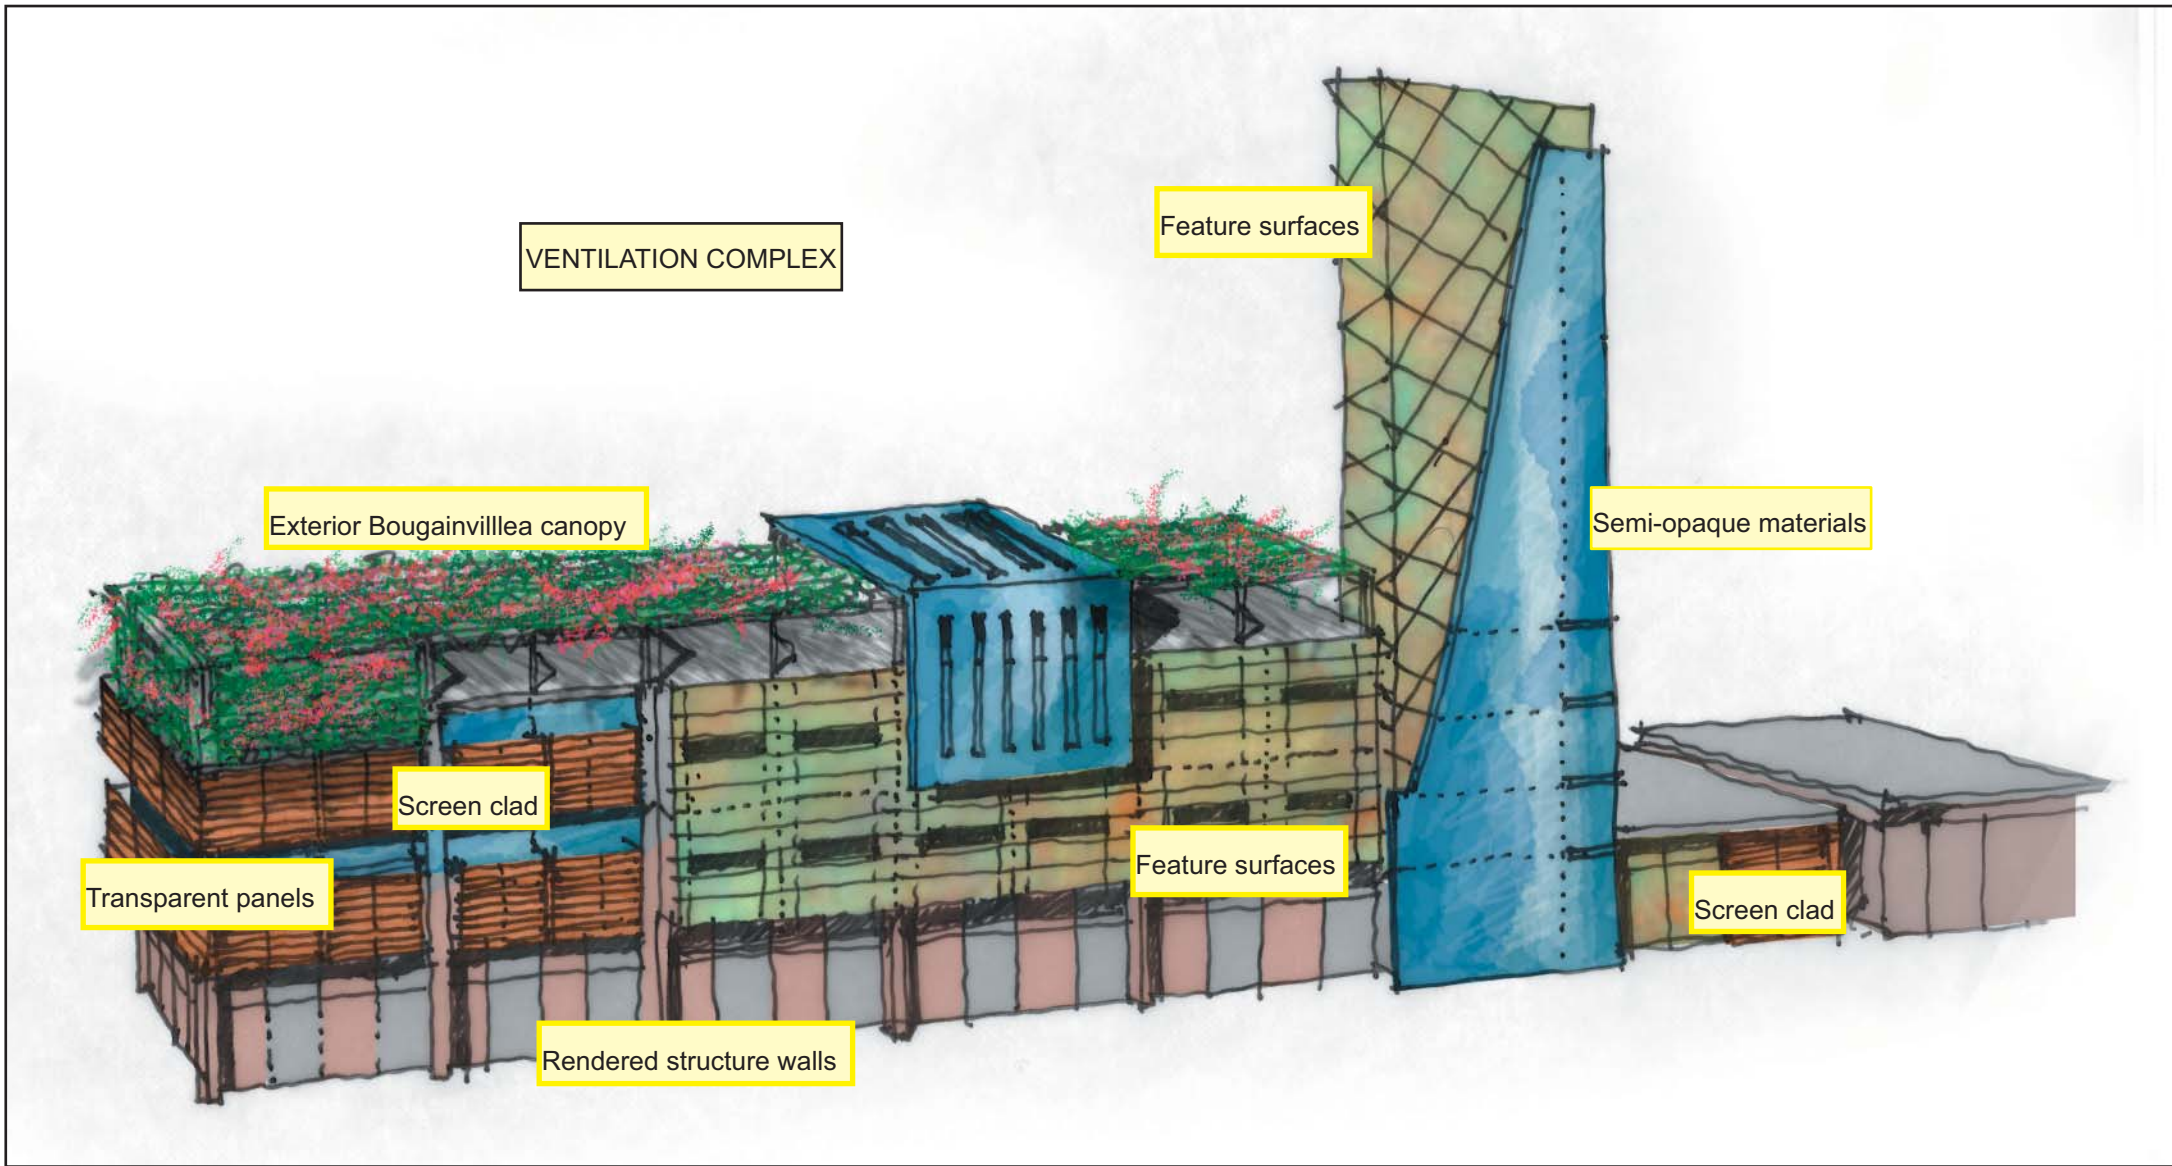 Feature surfaces
VENTILATION COMPLEX
Exterior Bougainvilllea canopy
Semi-opaque materials
Screen clad
Feature surfaces
Transparent panels
Screen clad
Rendered structure walls